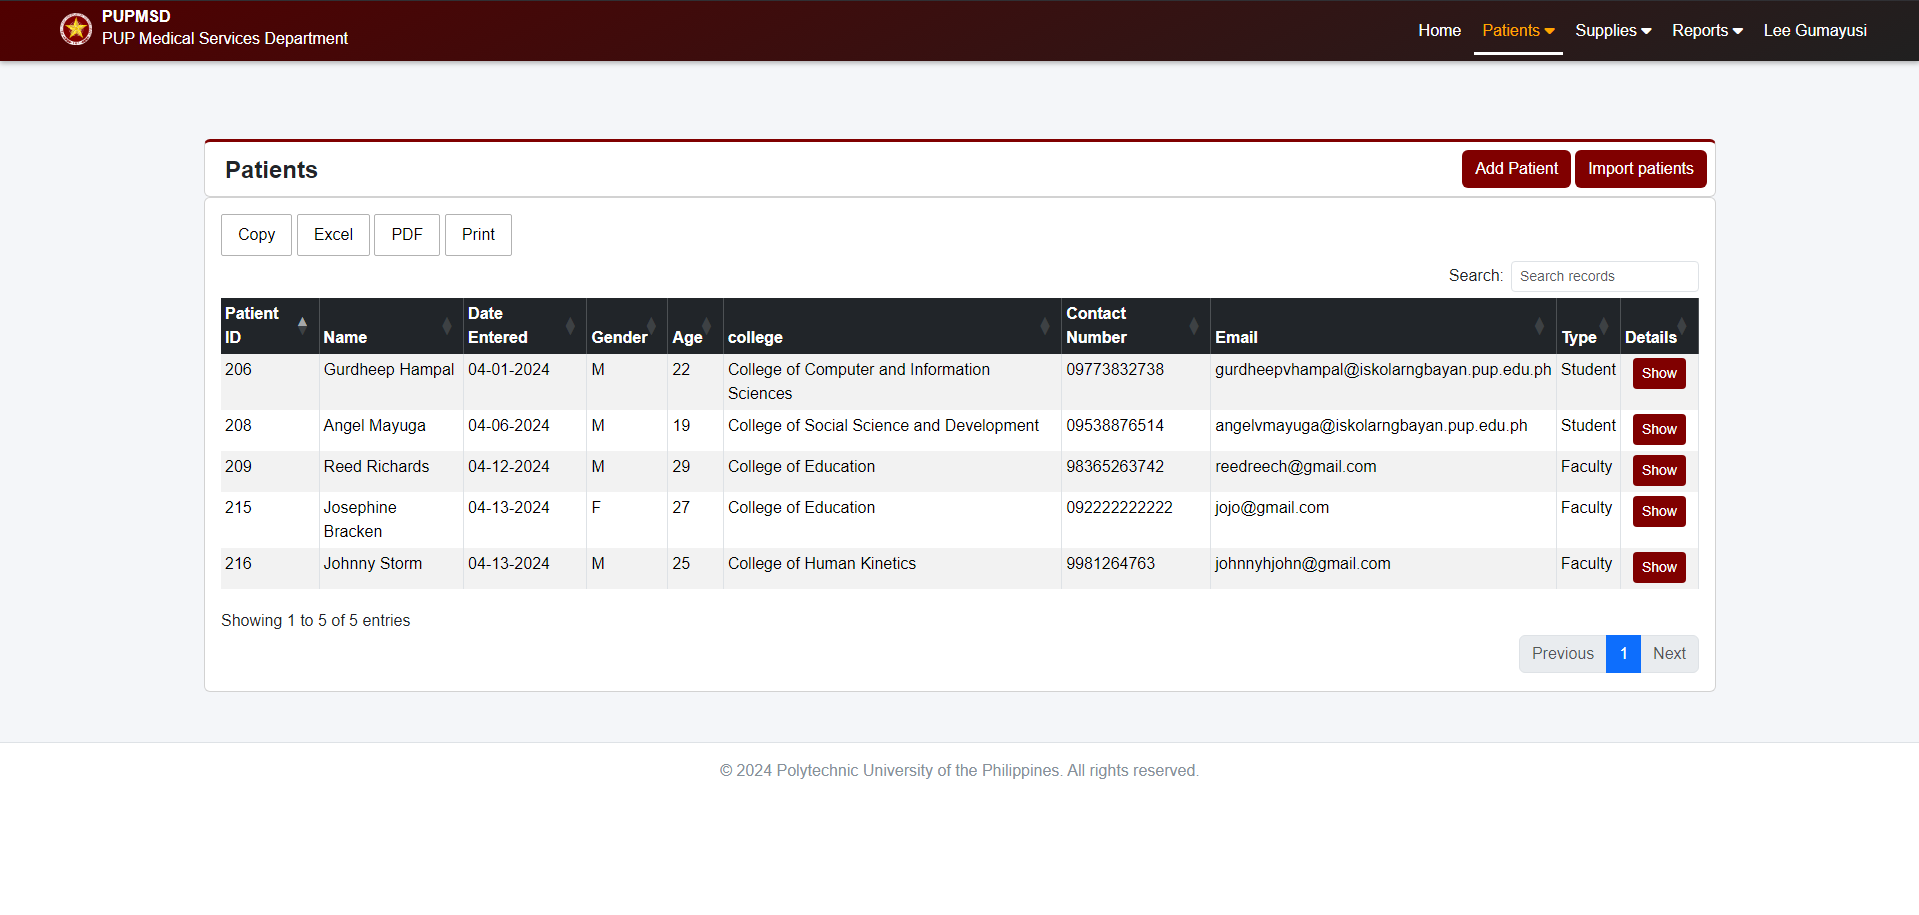 PUPMSD
PUP Medical Services Department
Home Patients Supplies Reports Lee Gumayusi
Patients
Add Patient Import patients
Copy Excel PDF Print
Search: Search records
Patient ID Name Date Entered Gender Age college Contact Number Email Type Details
206 Gurdheep Hampal 04-01-2024 M 22 College of Computer and Information Sciences 09773832738 gurdheepvhampal@iskolarngbayan.pup.edu.ph Student Show
208 Angel Mayuga 04-06-2024 M 19 College of Social Science and Development 09538876514 angelvmayuga@iskolarngbayan.pup.edu.ph Student Show
209 Reed Richards 04-12-2024 M 29 College of Education 98365263742 reedreech@gmail.com Faculty Show
215 Josephine Bracken 04-13-2024 F 27 College of Education 092222222222 jojo@gmail.com Faculty Show
216 Johnny Storm 04-13-2024 M 25 College of Human Kinetics 9981264763 johnnyhjohn@gmail.com Faculty Show
Showing 1 to 5 of 5 entries
Previous 1 Next
© 2024 Polytechnic University of the Philippines. All rights reserved.